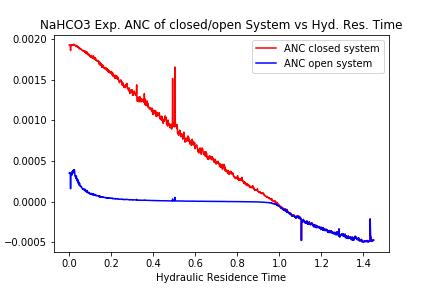 NaHCO3 Exp. ANC of closed/open System vs Hyd. Res. Time
0.0020
0.0015
0.0010
0.0005
0.0000
−0.0005
ANC closed system
ANC open system
0.0 0.2 0.4 0.6 0.8 1.0 1.2 1.4
Hydraulic Residence Time